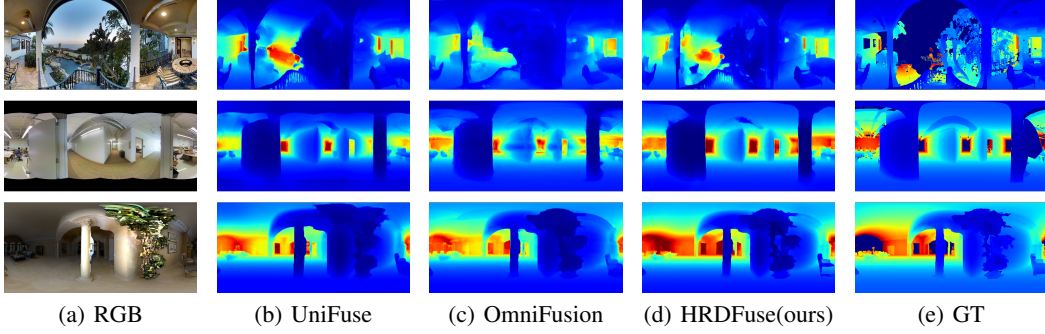 (a) RGB
(b) UniFuse
(c) OmniFusion
(d) HRDFuse(ours)
(e) GT